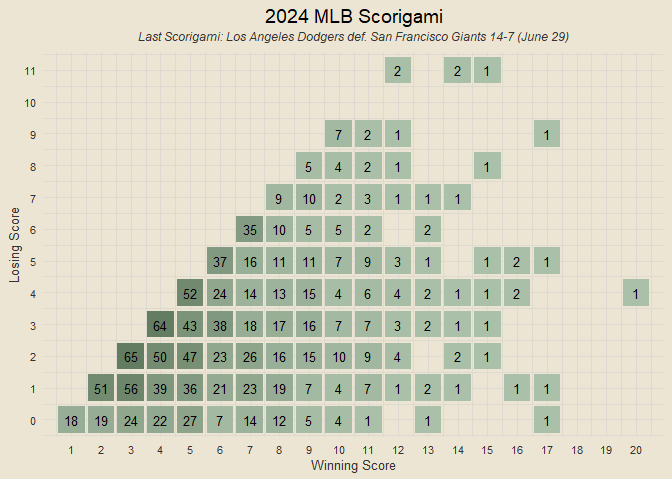 2024 MLB Scorigami
Last Scorigami: Los Angeles Dodgers def. San Francisco Giants 14-7 (June 29)
11 2 2 1
10
9 7 2 1 1
8 5 4 2 1 1
7 9 10 2 3 1 1 1
6 35 10 5 5 2 2
5 37 16 11 11 7 9 3 1 1 2 1
4 52 24 14 13 15 4 6 4 2 1 1 2 1
3 64 43 38 18 17 16 7 7 3 2 1 1
2 65 50 47 23 26 16 15 10 9 4 2 1
1 51 56 39 36 21 23 19 7 4 7 1 2 1 1 1
0 18 19 24 22 27 7 14 12 5 4 1 1 1
1 2 3 4 5 6 7 8 9 10 11 12 13 14 15 16 17 20
Winning Score
Losing Score